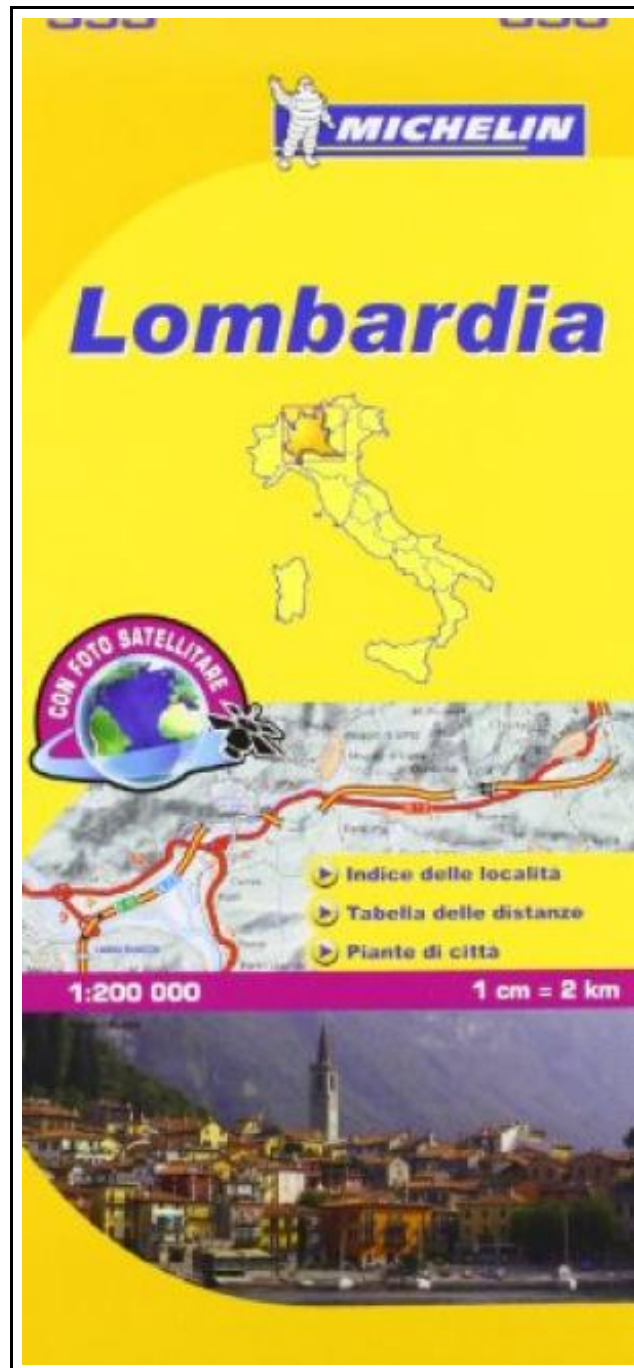 MICHELIN
Lombardia
CON FOTO SATELLITARE
Indice delle località
Tabella delle distanze
Piante di città
1:200 000
1 cm = 2 km